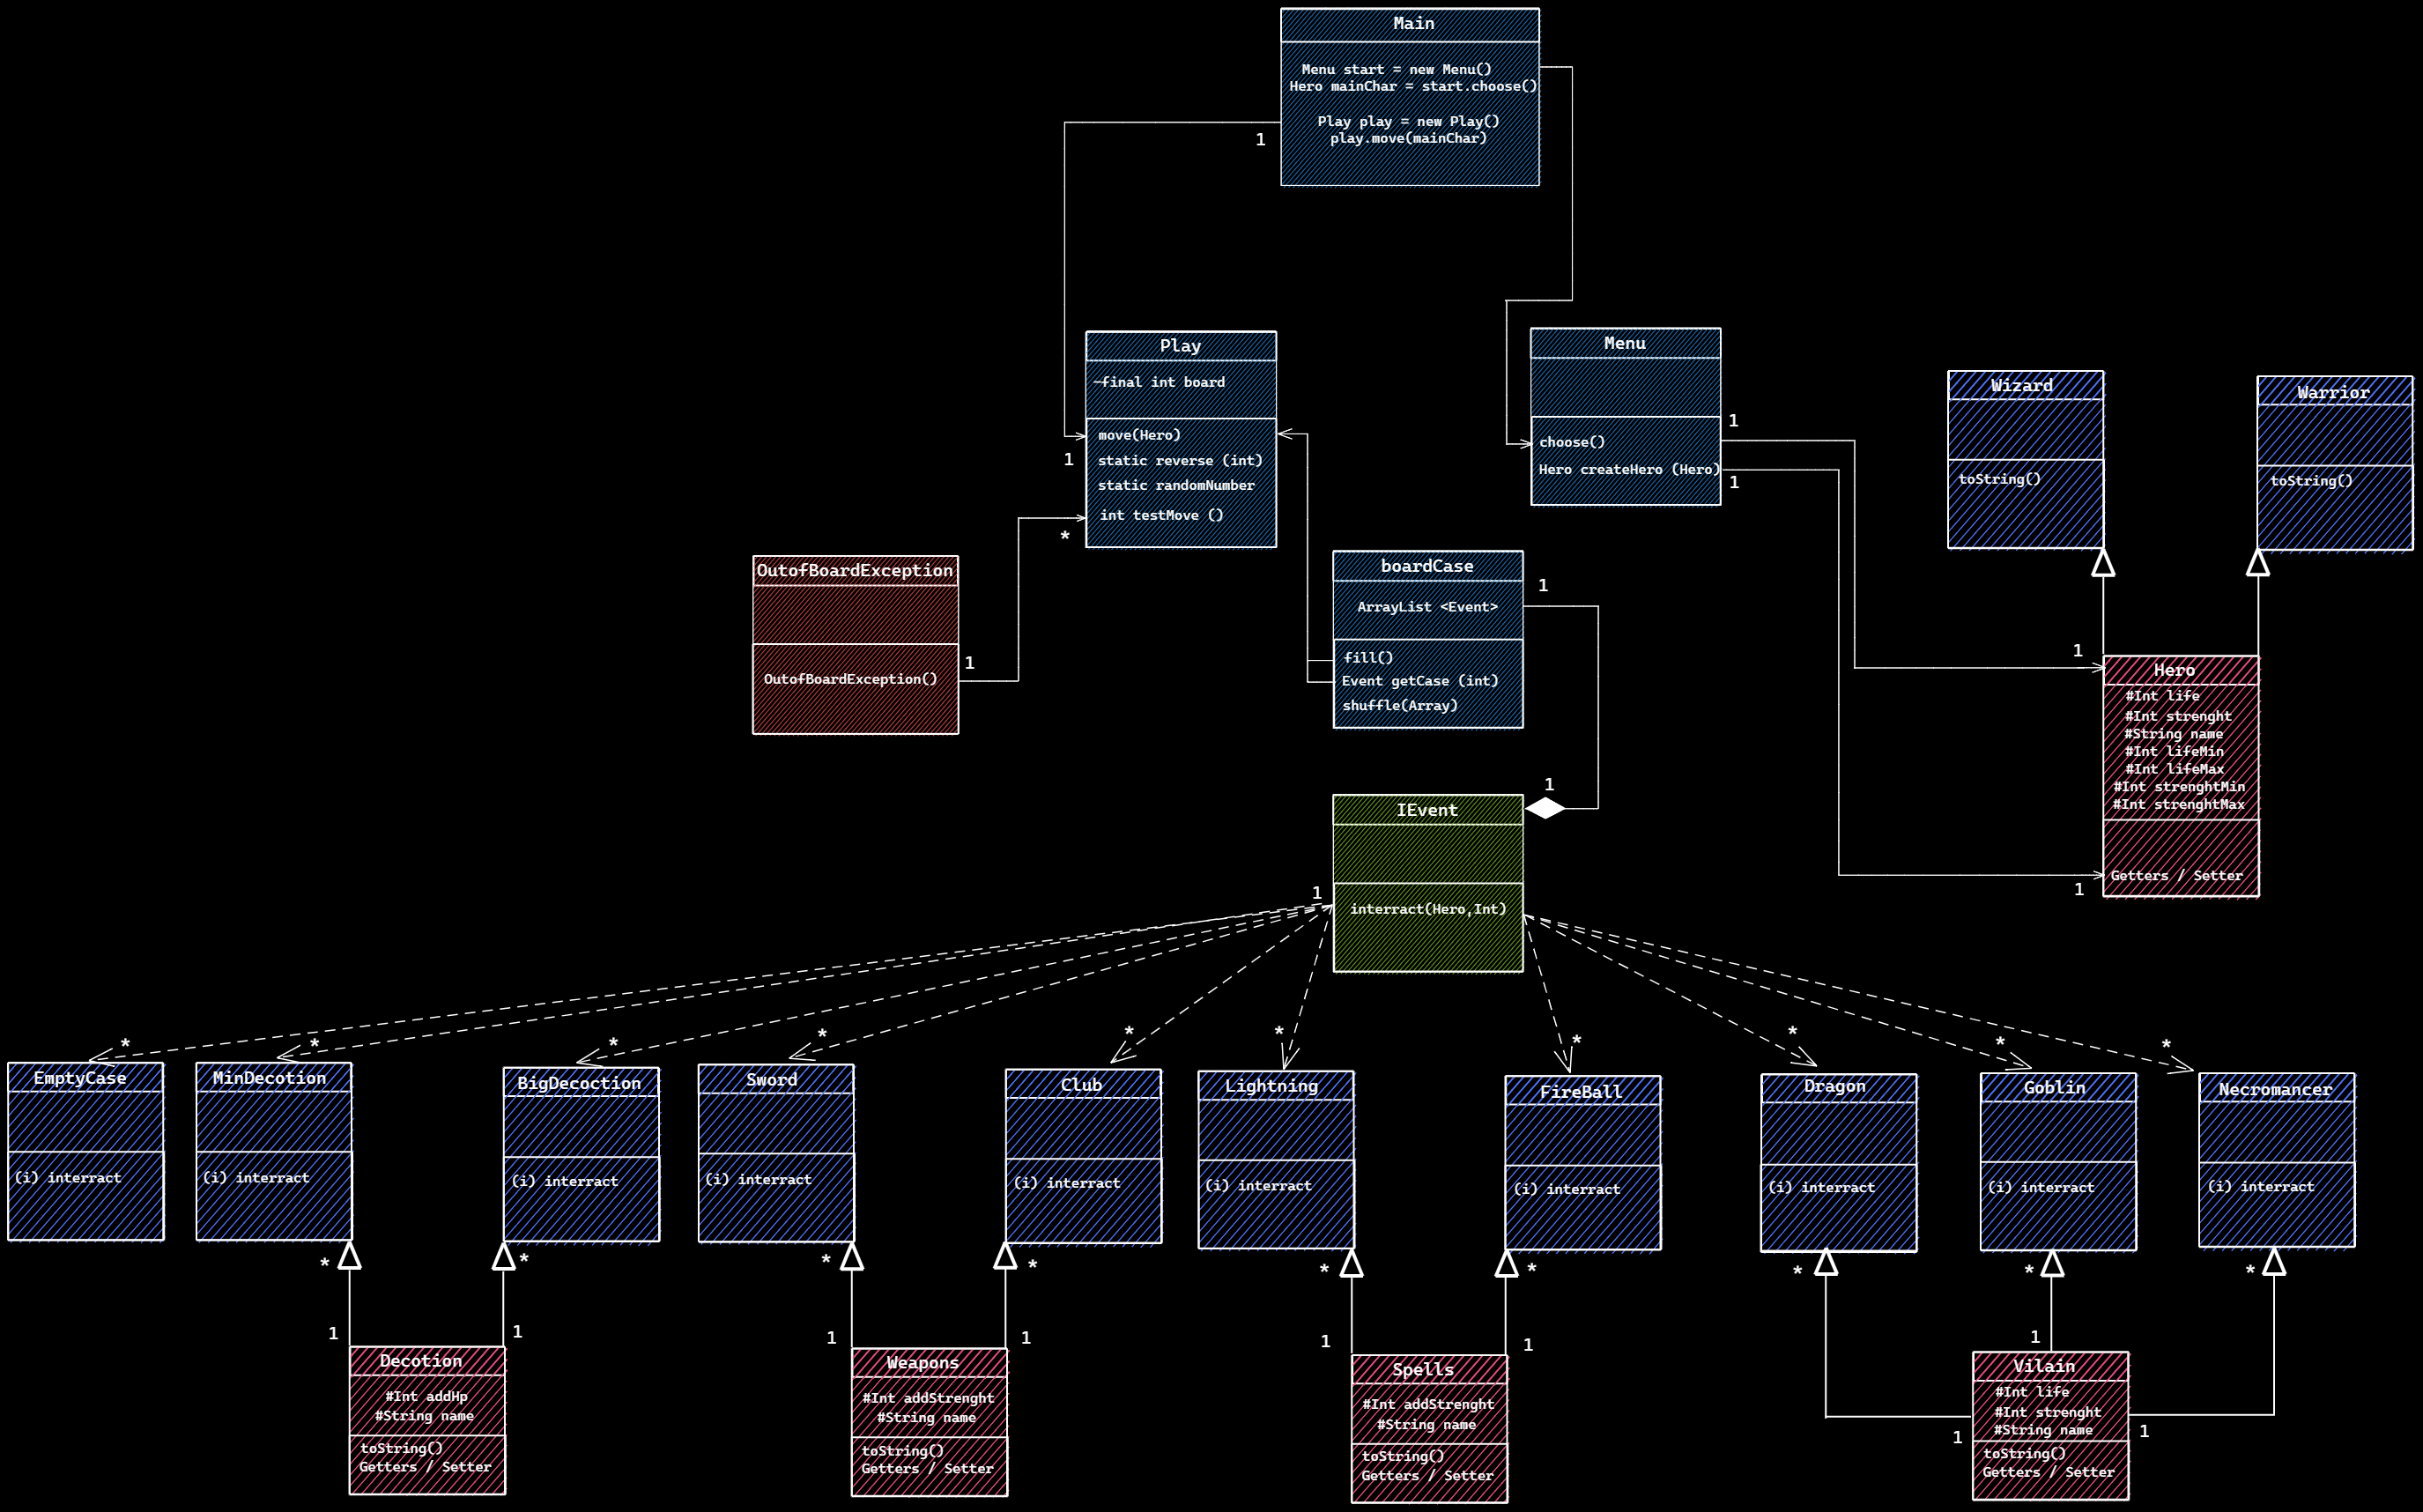 Main
Menu start = new Menu()
Hero mainChar = start.choose()
Play play = new Play()
play.move(mainChar)
1
Play
-final int board
move(Hero)
static reverse (int)
static randomNumber
int testMove ()
1
*
Menu
choose()
Hero createHero (Hero)
1
1
Wizard
toString()
Warrior
toString()
OutofBoardException
OutofBoardException()
1
boardCase
ArrayList <Event>
fill()
Event getCase (int)
shuffle(Array)
1
1
Hero
#Int life
#Int strenght
#String name
#Int lifeMin
#Int lifeMax
#Int strenghtMin
#Int strenghtMax
Getters / Setter
1
1
IEvent
interract(Hero,Int)
1
*
*
*
*
*
*
*
*
*
*
EmptyCase
(i) interract
MinDecotion
(i) interract
BigDecoction
(i) interract
Sword
(i) interract
Club
(i) interract
Lightning
(i) interract
FireBall
(i) interract
Dragon
(i) interract
Goblin
(i) interract
Necromancer
(i) interract
*
*
*
*
*
*
*
*
*
1
1
1
1
1
1
1
1
1
Decotion
#Int addHp
#String name
toString()
Getters / Setter
Weapons
#Int addStrenght
#String name
toString()
Getters / Setter
Spells
#Int addStrenght
#String name
toString()
Getters / Setter
Vilain
#Int life
#Int strenght
#String name
toString()
Getters / Setter